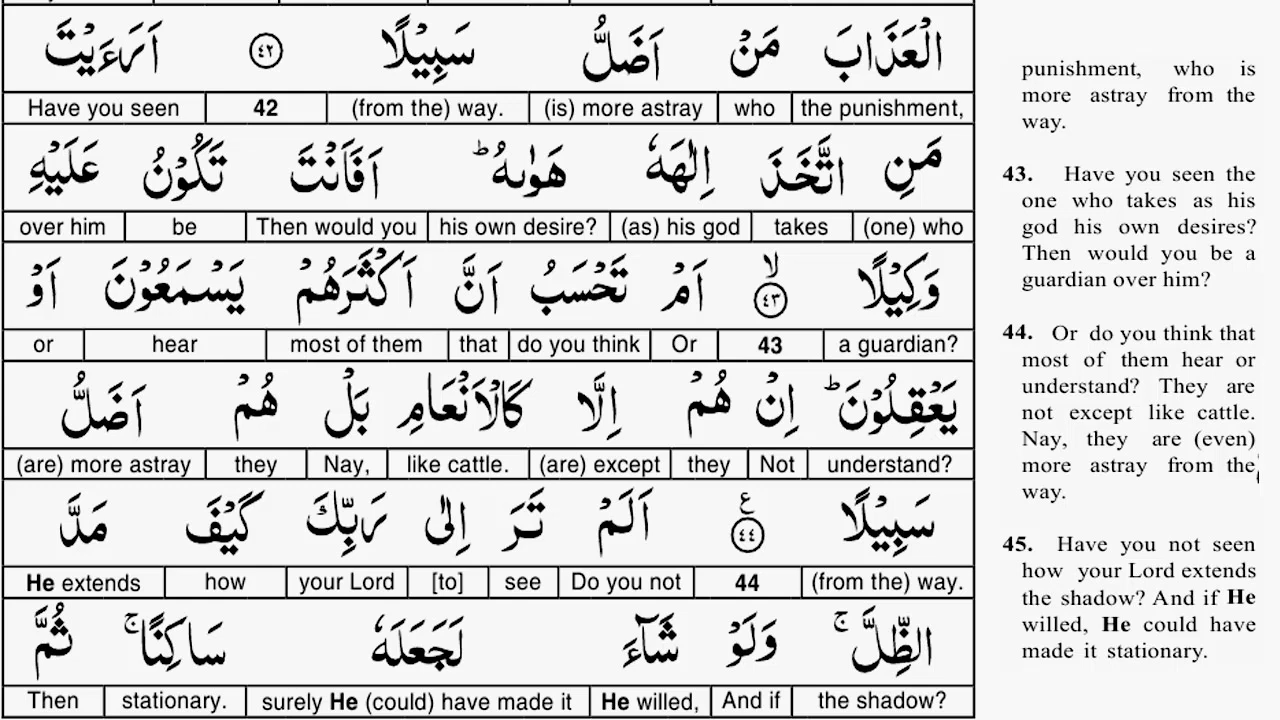 الْعَذَابَ مَنْ اَضَلُّ سَبِيْلًا ﴿٤٢﴾ اَرَءَيْتَ
the punishment, who (is) more astray (from the) way. 42 Have you seen
مَنِ اتَّخَذَ اِلٰهَهٗ هَوٰىهُ ؕ اَفَاَنْتَ تَكُوْنُ عَلَيْهِ
(one) who takes (as) his god his own desire? Then would you be over him
وَكِيْلًا ﴿٤٣﴾ ۙ اَمْ تَحْسَبُ اَنَّ اَكْثَرَهُمْ يَسْمَعُوْنَ اَوْ
a guardian? 43 Or do you think that most of them hear or
يَعْقِلُوْنَ ؕ اِنْ هُمْ اِلَّا كَالْاَنْعَامِ بَلْ هُمْ اَضَلُّ
understand? Not they (are) except like cattle. Nay, they (are) more astray
سَبِيْلًا ﴿٤٤﴾ ع اَلَمْ تَرَ اِلٰى رَبِّكَ كَيْفَ مَدَّ
(from the) way. 44 Do you not see [to] your Lord how He extends
الظِّلَّ ۚ وَلَوْ شَآءَ لَجَعَلَهٗ سَاكِنًا ۚ ثُمَّ
the shadow? And if He willed, surely He (could) have made it stationary. Then
punishment, who is
more astray from the
way.
43. Have you seen the
one who takes as his
god his own desires?
Then would you be a
guardian over him?
44. Or do you think that
most of them hear or
understand? They are
not except like cattle.
Nay, they are (even)
more astray from the
way.
45. Have you not seen
how your Lord extends
the shadow? And if He
willed, He could have
made it stationary.